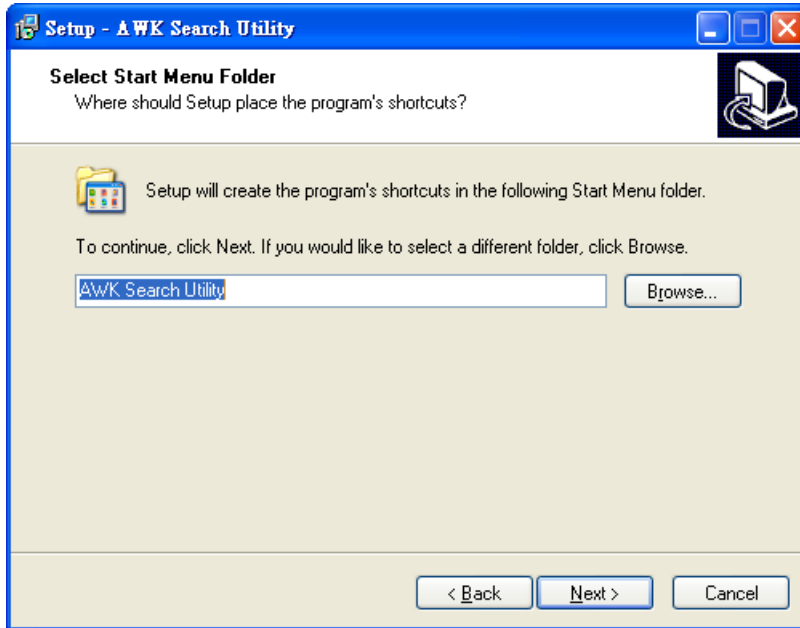 Setup - AWK Search Utility
Select Start Menu Folder
Where should Setup place the program's shortcuts?
Setup will create the program's shortcuts in the following Start Menu folder.
To continue, click Next. If you would like to select a different folder, click Browse.
AWK Search Utility
Browse...
< Back
Next >
Cancel